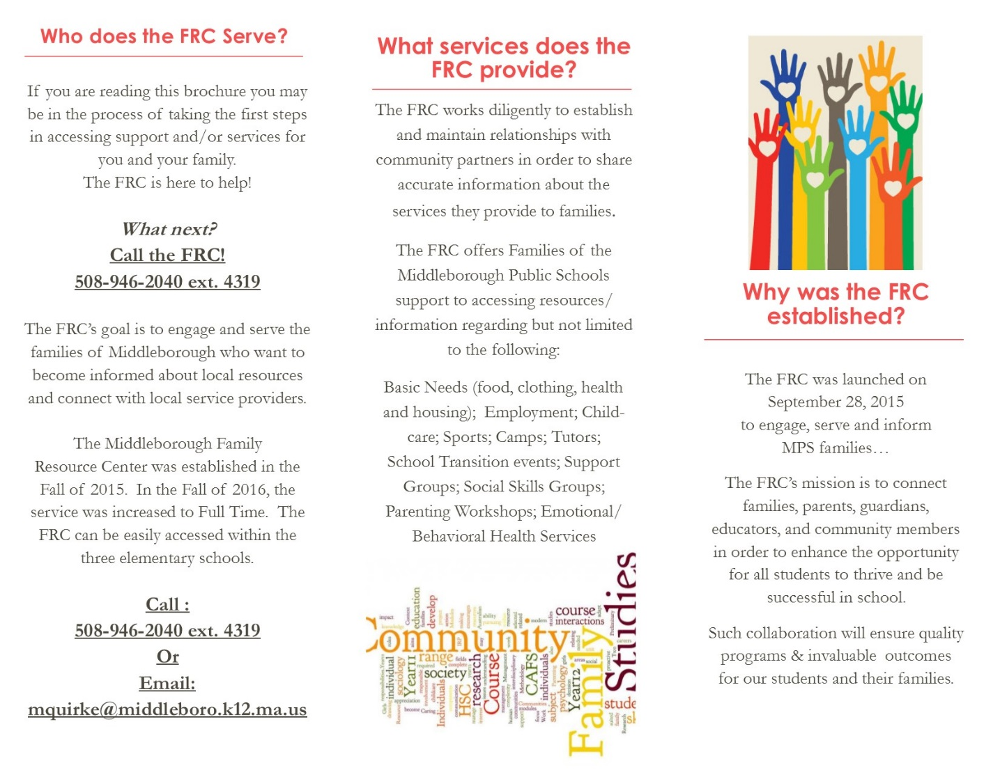 Who does the FRC Serve?
If you are reading this brochure you may
be in the process of taking the first steps
in accessing support and/or services for
you and your family.
The FRC is here to help!
What next?
Call the FRC!
508-946-2040 ext. 4319
The FRC's goal is to engage and serve the
families of Middleborough who want to
become informed about local resources
and connect with local service providers.
The Middleborough Family
Resource Center was established in the
Fall of 2015. In the Fall of 2016, the
service was increased to Full Time. The
FRC can be easily accessed within the
three elementary schools.
Call :
508-946-2040 ext. 4319
Or
Email:
mquirke@middleboro.k12.ma.us
What services does the
FRC provide?
The FRC works diligently to establish
and maintain relationships with
community partners in order to share
accurate information about the
services they provide to families.
The FRC offers Families of the
Middleborough Public Schools
support to accessing resources/
information regarding but not limited
to the following:
Basic Needs (food, clothing, health
and housing); Employment; Child-
care; Sports; Camps; Tutors;
School Transition events; Support
Groups; Social Skills Groups;
Parenting Workshops; Emotional/
Behavioral Health Services
impact
education
develop
ability
course
interactions
Studies
Community
range
society
individual
sociology
Year11
Individuals
HSC
research
Course
CAFS
individuals
subject
psychology
Year12
Family
appreciation
become Caring
areas social
stude
Why was the FRC
established?
The FRC was launched on
September 28, 2015
to engage, serve and inform
MPS families…
The FRC's mission is to connect
families, parents, guardians,
educators, and community members
in order to enhance the opportunity
for all students to thrive and be
successful in school.
Such collaboration will ensure quality
programs & invaluable outcomes
for our students and their families.